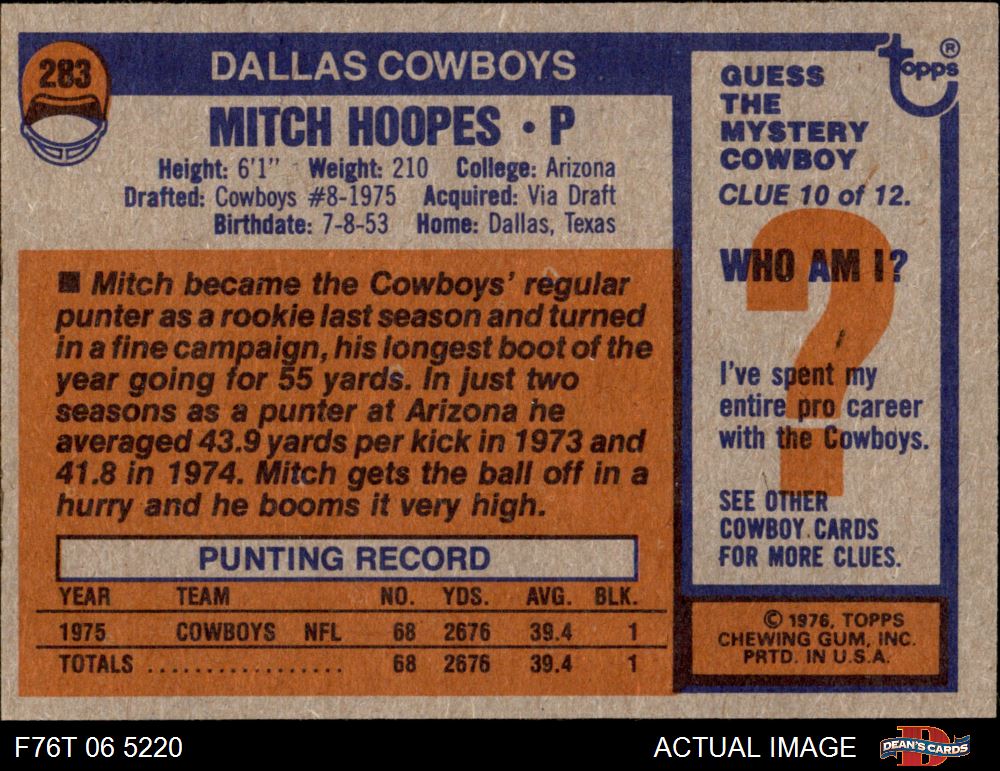 283
DALLAS COWBOYS
MITCH HOOPES • P
Height: 6'1" Weight: 210 College: Arizona
Drafted: Cowboys #8-1975 Acquired: Via Draft
Birthdate: 7-8-53 Home: Dallas, Texas
■ Mitch became the Cowboys' regular
punter as a rookie last season and turned
in a fine campaign, his longest boot of the
year going for 55 yards. In just two
seasons as a punter at Arizona he
averaged 43.9 yards per kick in 1973 and
41.8 in 1974. Mitch gets the ball off in a
hurry and he booms it very high.
PUNTING RECORD
YEAR TEAM NO. YDS. AVG. BLK.
1975 COWBOYS NFL 68 2676 39.4 1
TOTALS .................. 68 2676 39.4 1
topps®
GUESS
THE
MYSTERY
COWBOY
CLUE 10 of 12.
WHO AM I?
?
I've spent my
entire pro career
with the Cowboys.
SEE OTHER
COWBOY CARDS
FOR MORE CLUES.
© 1976, TOPPS
CHEWING GUM, INC.
PRTD. IN U.S.A.
F76T 06 5220
ACTUAL IMAGE
D
DEAN'S CARDS